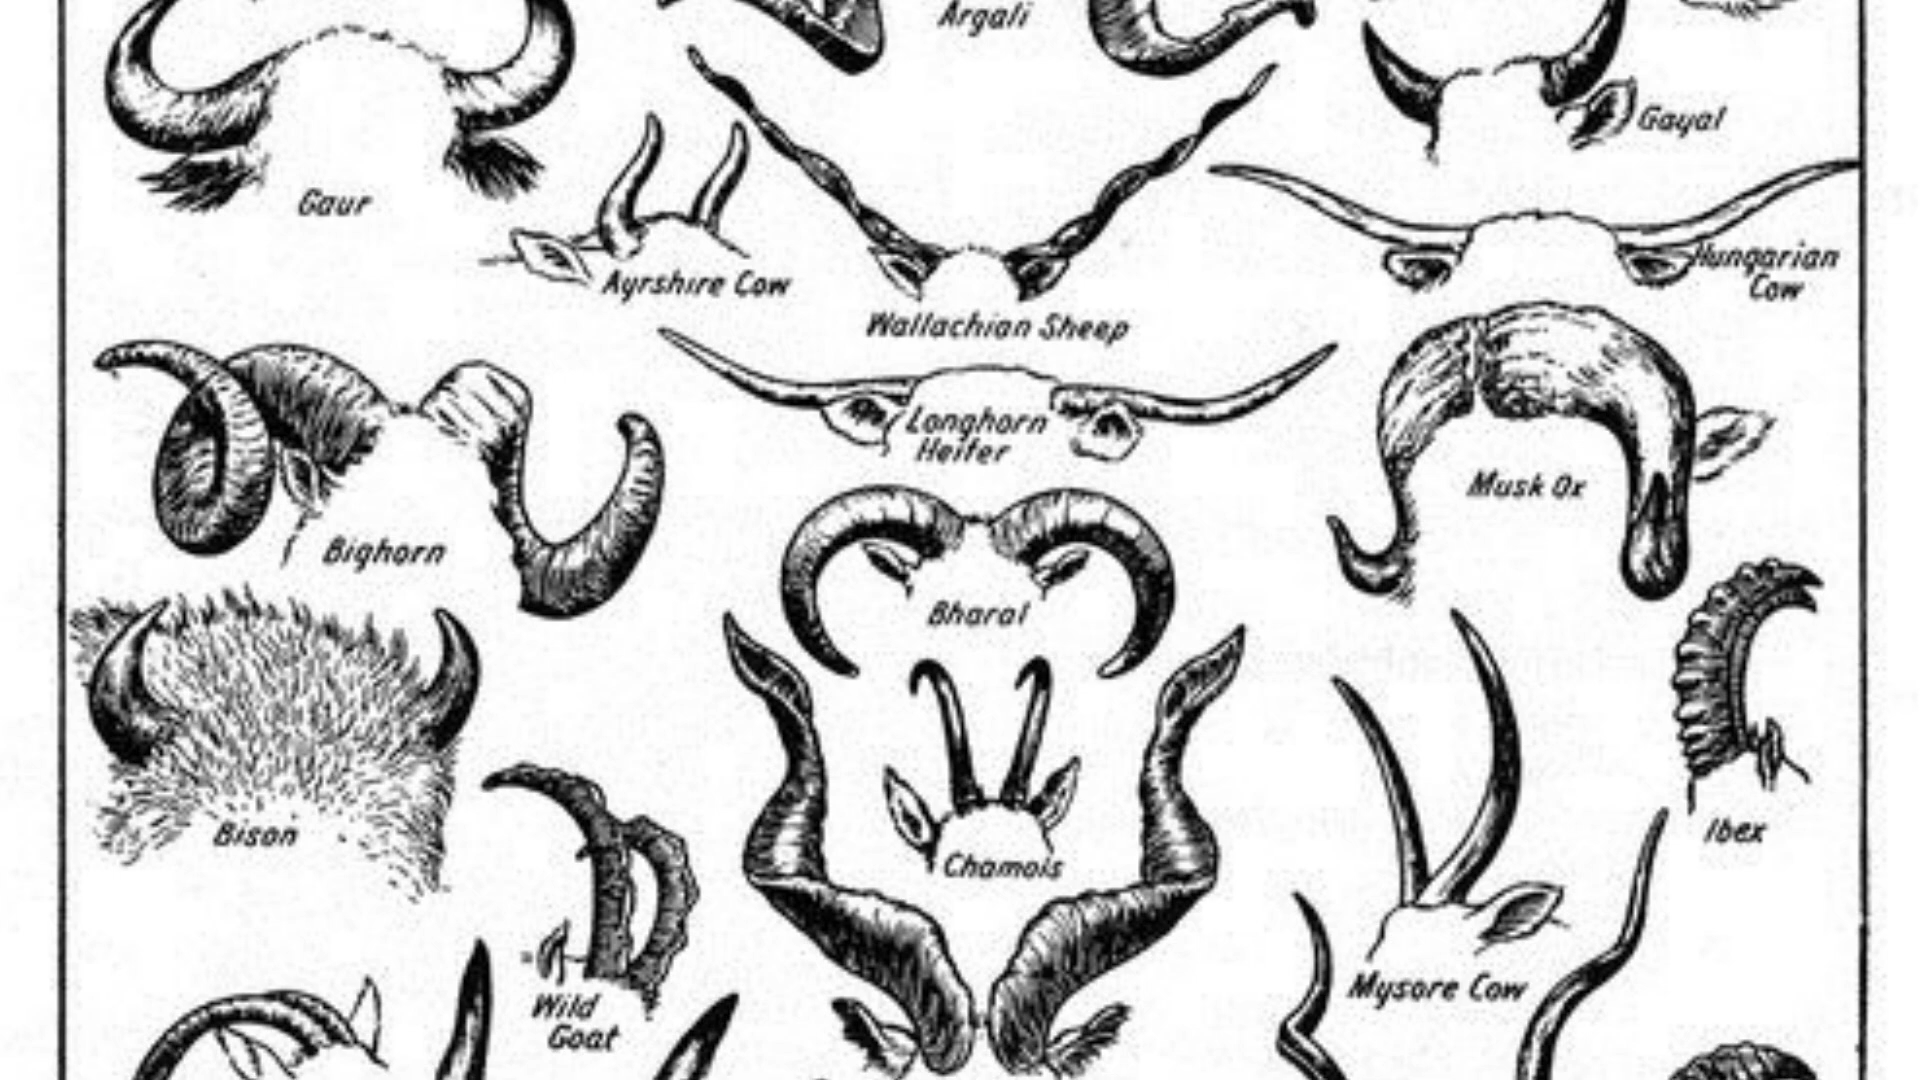 Argali
Gayal
Gaur
Ayrshire Cow
Hungarian
Cow
Wallachian Sheep
Longhorn
Heifer
Musk Ox
Bighorn
Bharal
Bison
Ibex
Chamois
Mysore Cow
Wild
Goat